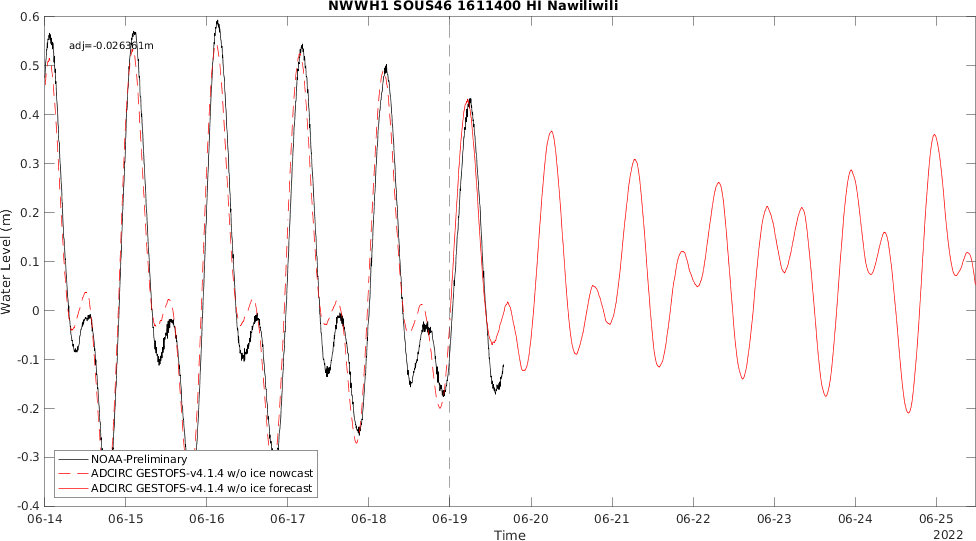 NWWH1 SOUS46 1611400 HI Nawiliwili
adj=-0.026361m
Water Level (m)
0.6
0.5
0.4
0.3
0.2
0.1
0
-0.1
-0.2
-0.3
-0.4
NOAA-Preliminary
ADCIRC GESTOFS-v4.1.4 w/o ice nowcast
ADCIRC GESTOFS-v4.1.4 w/o ice forecast
06-14 06-15 06-16 06-17 06-18 06-19 06-20 06-21 06-22 06-23 06-24 06-25
Time
2022